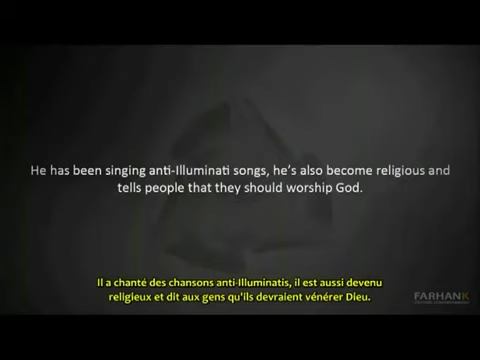 He has been singing anti-Illuminati songs, he's also become religious and
tells people that they should worship God.
Il a chanté des chansons anti-Illuminatis, il est aussi devenu
religieux et dit aux gens qu'ils devraient vénérer Dieu.
FARHANK